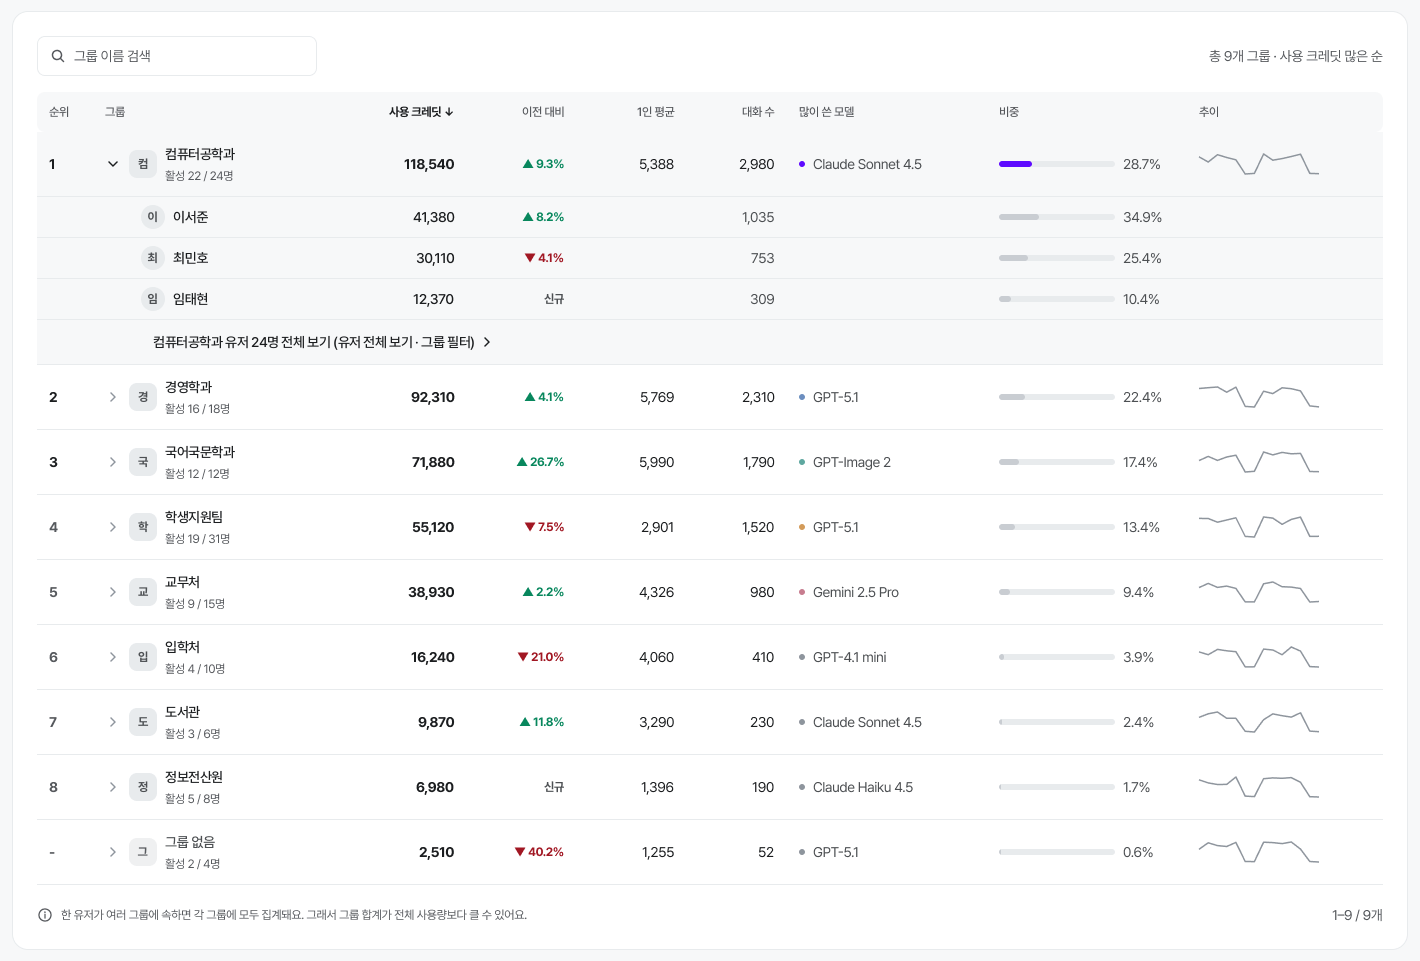 그룹 이름 검색
총 9개 그룹 · 사용 크레딧 많은 순
순위 그룹 사용 크레딧 ↓ 이전 대비 1인 평균 대화 수 많이 쓴 모델 비중 추이
1 컴 컴퓨터공학과 118,540 ▲ 9.3% 5,388 2,980 Claude Sonnet 4.5 28.7%
활성 22 / 24명
이 이서준 41,380 ▲ 8.2% 1,035 34.9%
최 최민호 30,110 ▼ 4.1% 753 25.4%
임 임태현 12,370 신규 309 10.4%
컴퓨터공학과 유저 24명 전체 보기 (유저 전체 보기 · 그룹 필터)
2 경 경영학과 92,310 ▲ 4.1% 5,769 2,310 GPT-5.1 22.4%
활성 16 / 18명
3 국 국어국문학과 71,880 ▲ 26.7% 5,990 1,790 GPT-Image 2 17.4%
활성 12 / 12명
4 학 학생지원팀 55,120 ▼ 7.5% 2,901 1,520 GPT-5.1 13.4%
활성 19 / 31명
5 교 교무처 38,930 ▲ 2.2% 4,326 980 Gemini 2.5 Pro 9.4%
활성 9 / 15명
6 입 입학처 16,240 ▼ 21.0% 4,060 410 GPT-4.1 mini 3.9%
활성 4 / 10명
7 도 도서관 9,870 ▲ 11.8% 3,290 230 Claude Sonnet 4.5 2.4%
활성 3 / 6명
8 정 정보전산원 6,980 신규 1,396 190 Claude Haiku 4.5 1.7%
활성 5 / 8명
- 그 그룹 없음 2,510 ▼ 40.2% 1,255 52 GPT-5.1 0.6%
활성 2 / 4명
한 유저가 여러 그룹에 속하면 각 그룹에 모두 집계돼요. 그래서 그룹 합계가 전체 사용량보다 클 수 있어요.
1–9 / 9개